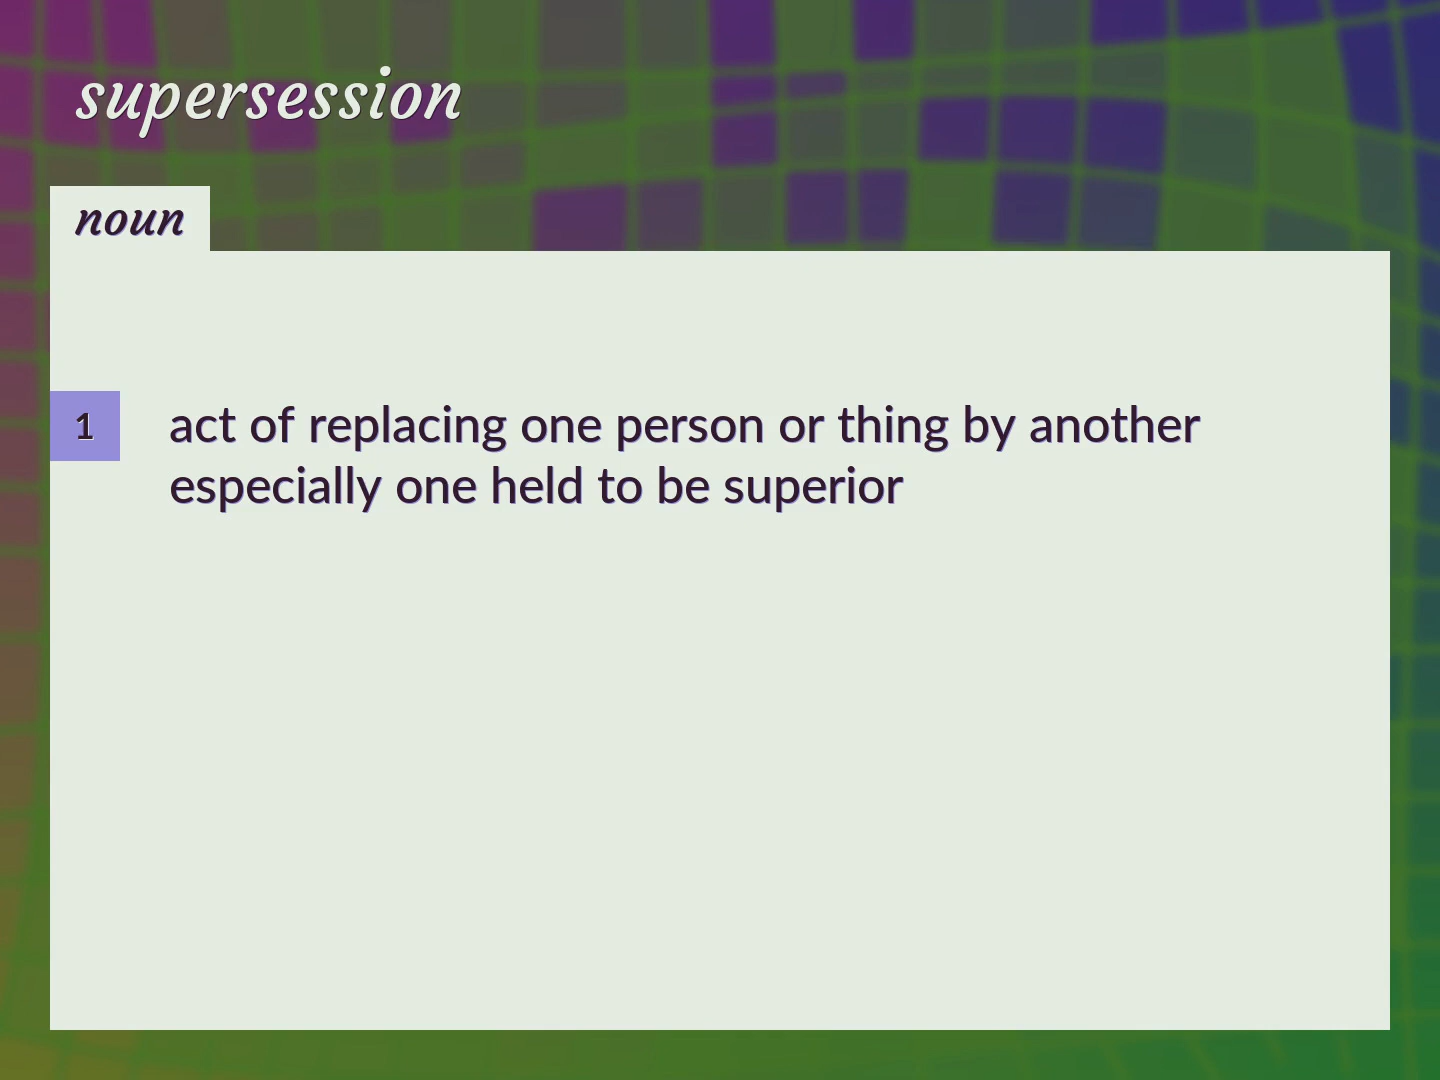 supersession
noun
1
act of replacing one person or thing by another
especially one held to be superior